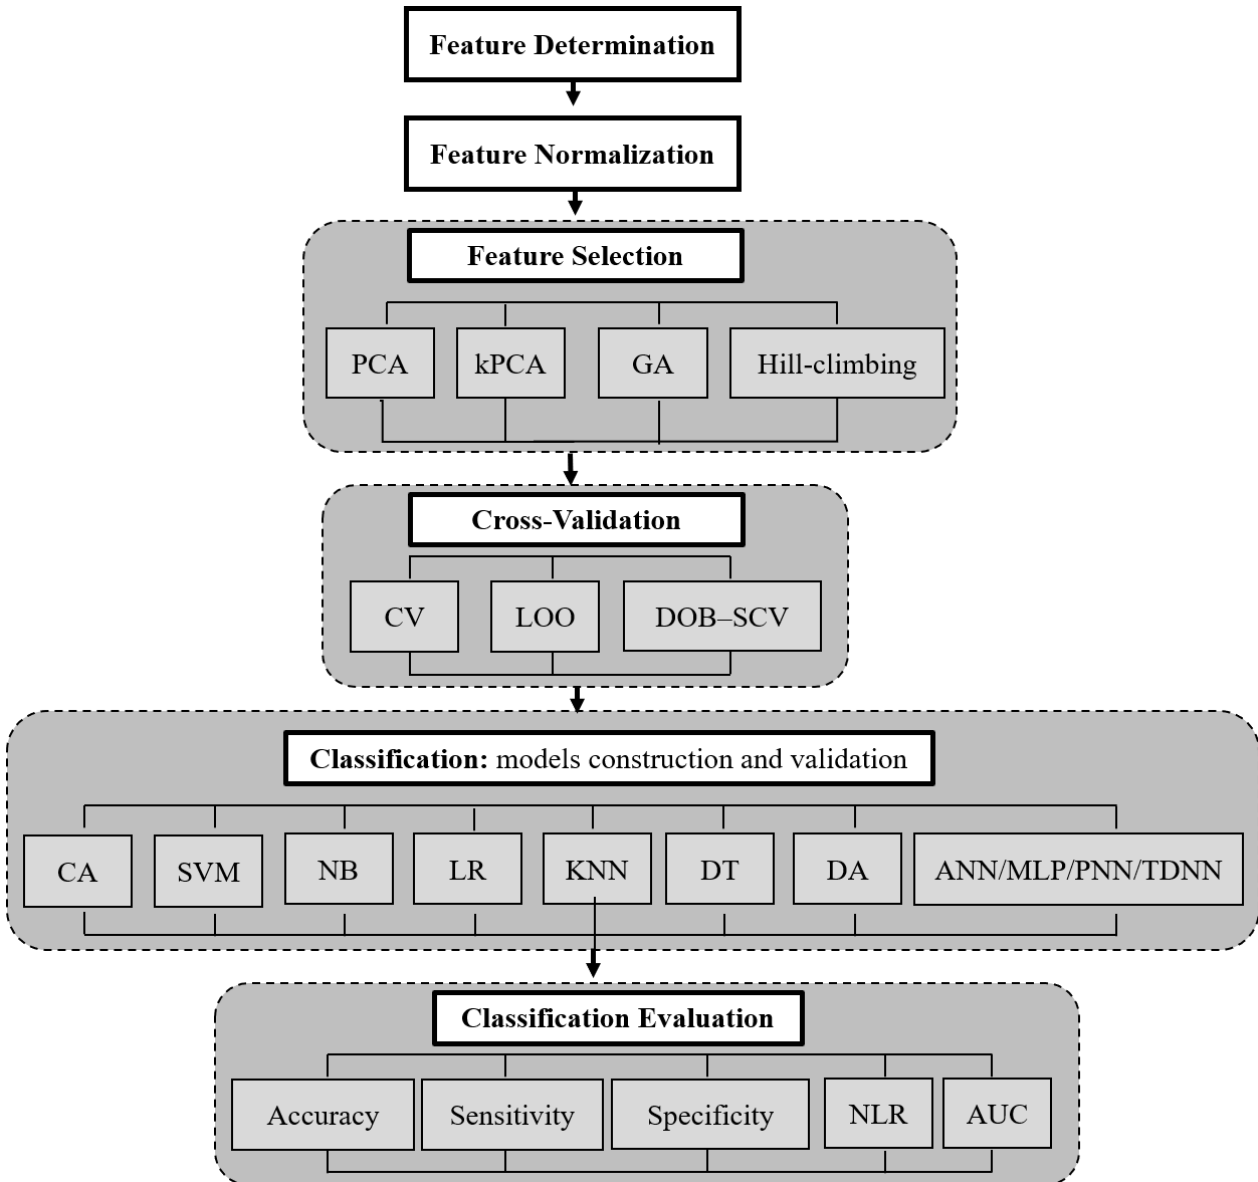 Feature Determination
Feature Normalization
Feature Selection
PCA
kPCA
GA
Hill-climbing
Cross-Validation
CV
LOO
DOB–SCV
Classification: models construction and validation
CA
SVM
NB
LR
KNN
DT
DA
ANN/MLP/PNN/TDNN
Classification Evaluation
Accuracy
Sensitivity
Specificity
NLR
AUC